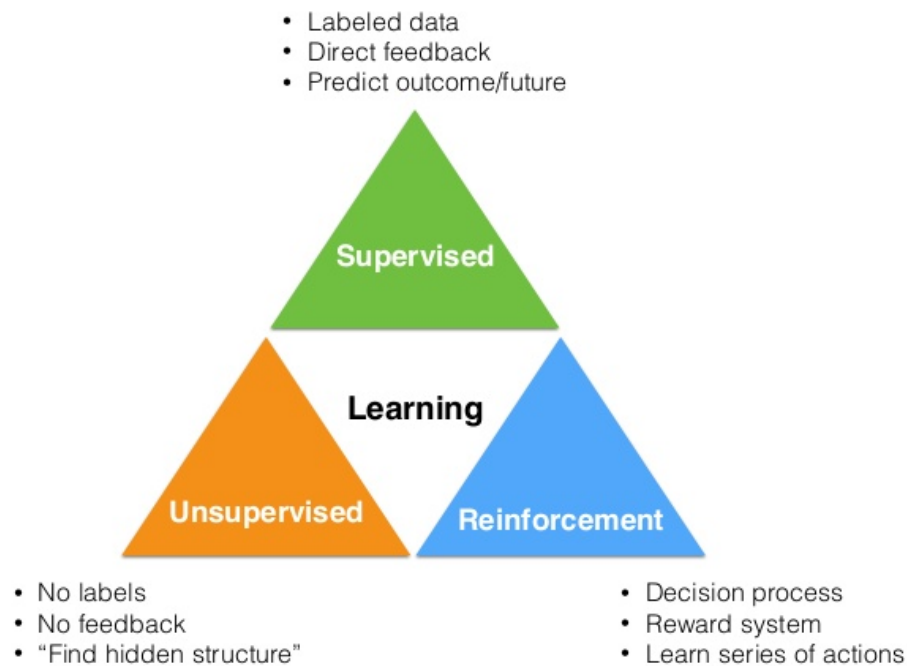 • Labeled data
• Direct feedback
• Predict outcome/future
Supervised
Learning
Unsupervised
Reinforcement
• No labels
• No feedback
• “Find hidden structure”
• Decision process
• Reward system
• Learn series of actions